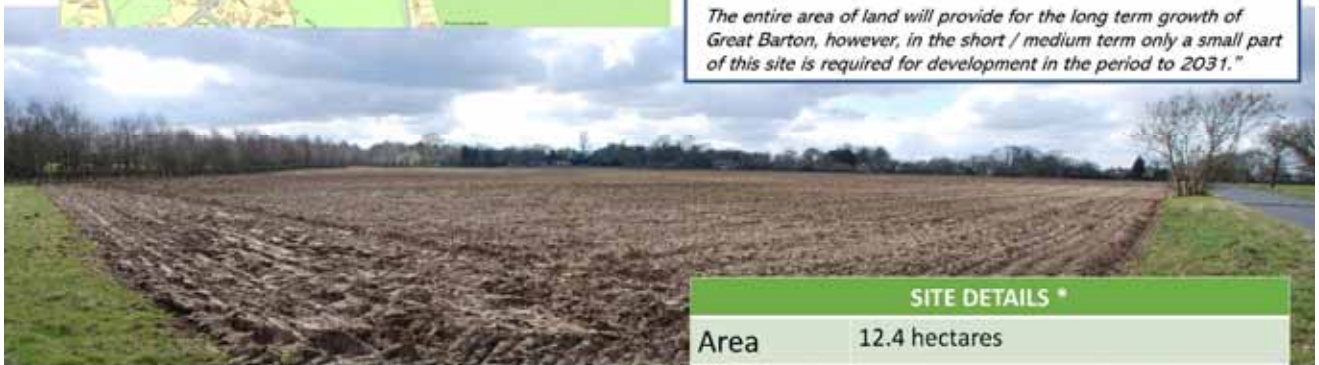 The entire area of land will provide for the long term growth of
Great Barton, however, in the short / medium term only a small part
of this site is required for development in the period to 2031."
SITE DETAILS *
Area 12.4 hectares